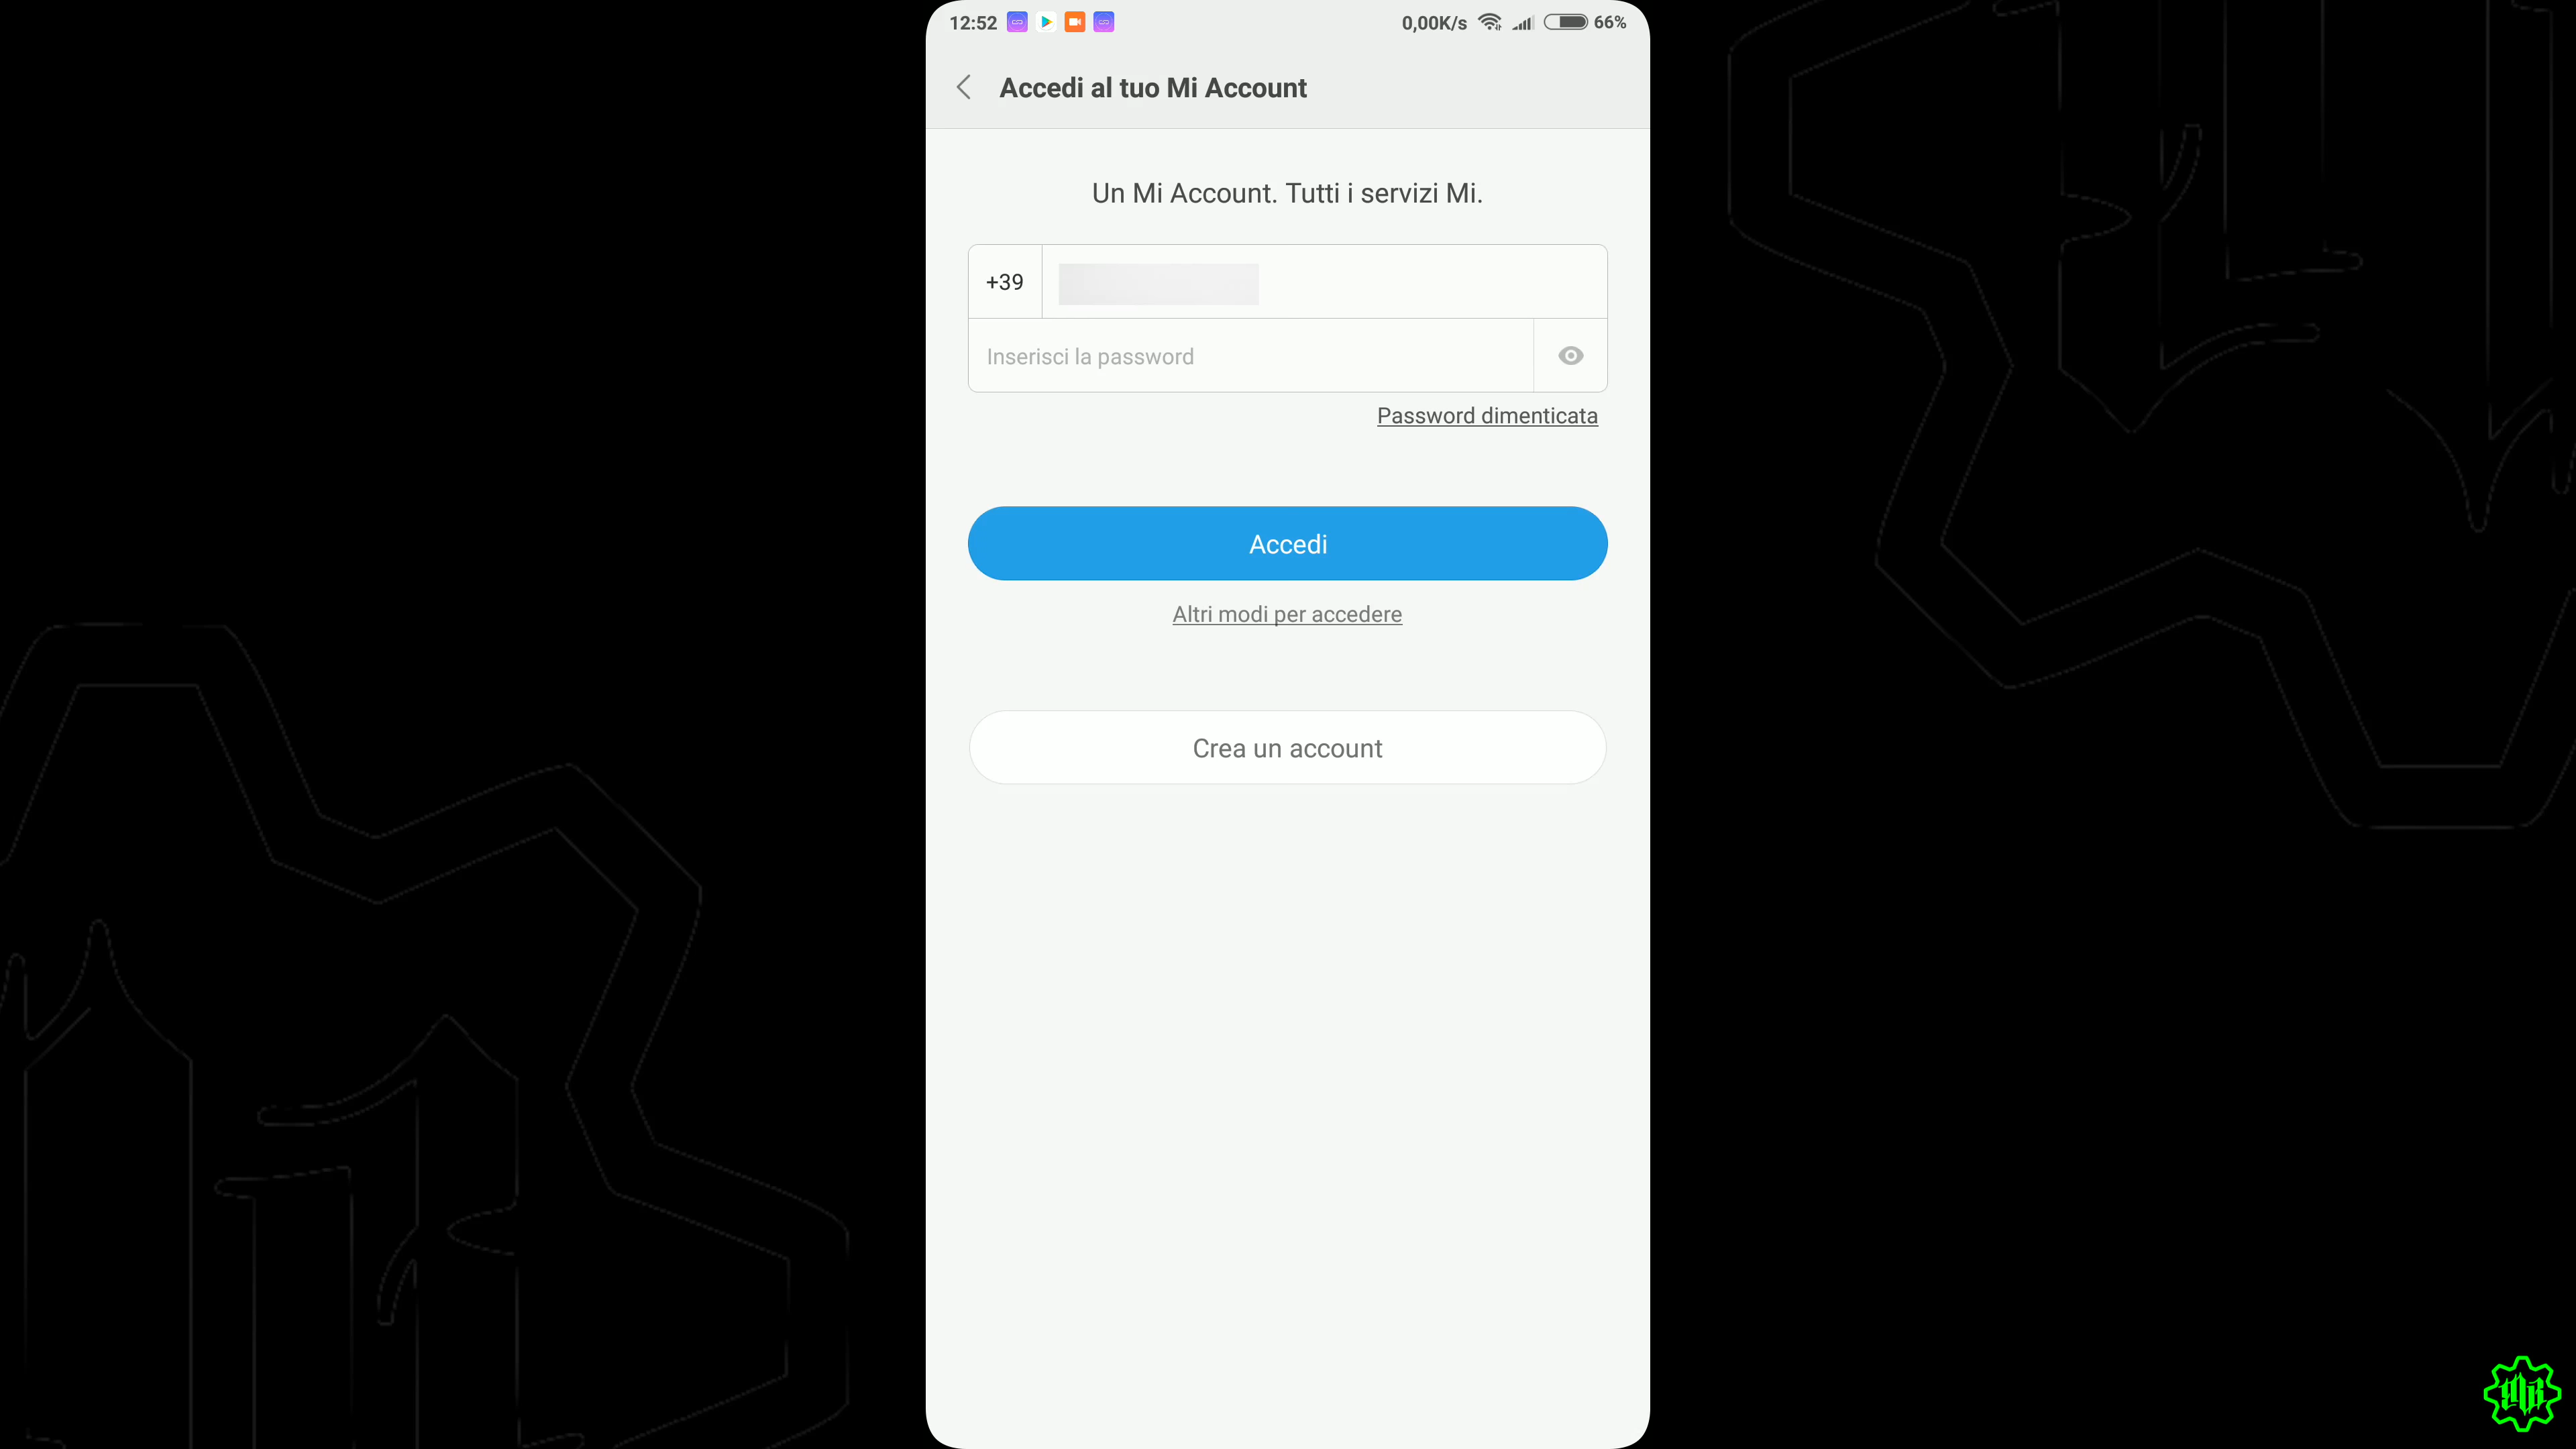 12:52 0,00K/s 66%
Accedi al tuo Mi Account
Un Mi Account. Tutti i servizi Mi.
+39
Inserisci la password
Password dimenticata
Accedi
Altri modi per accedere
Crea un account